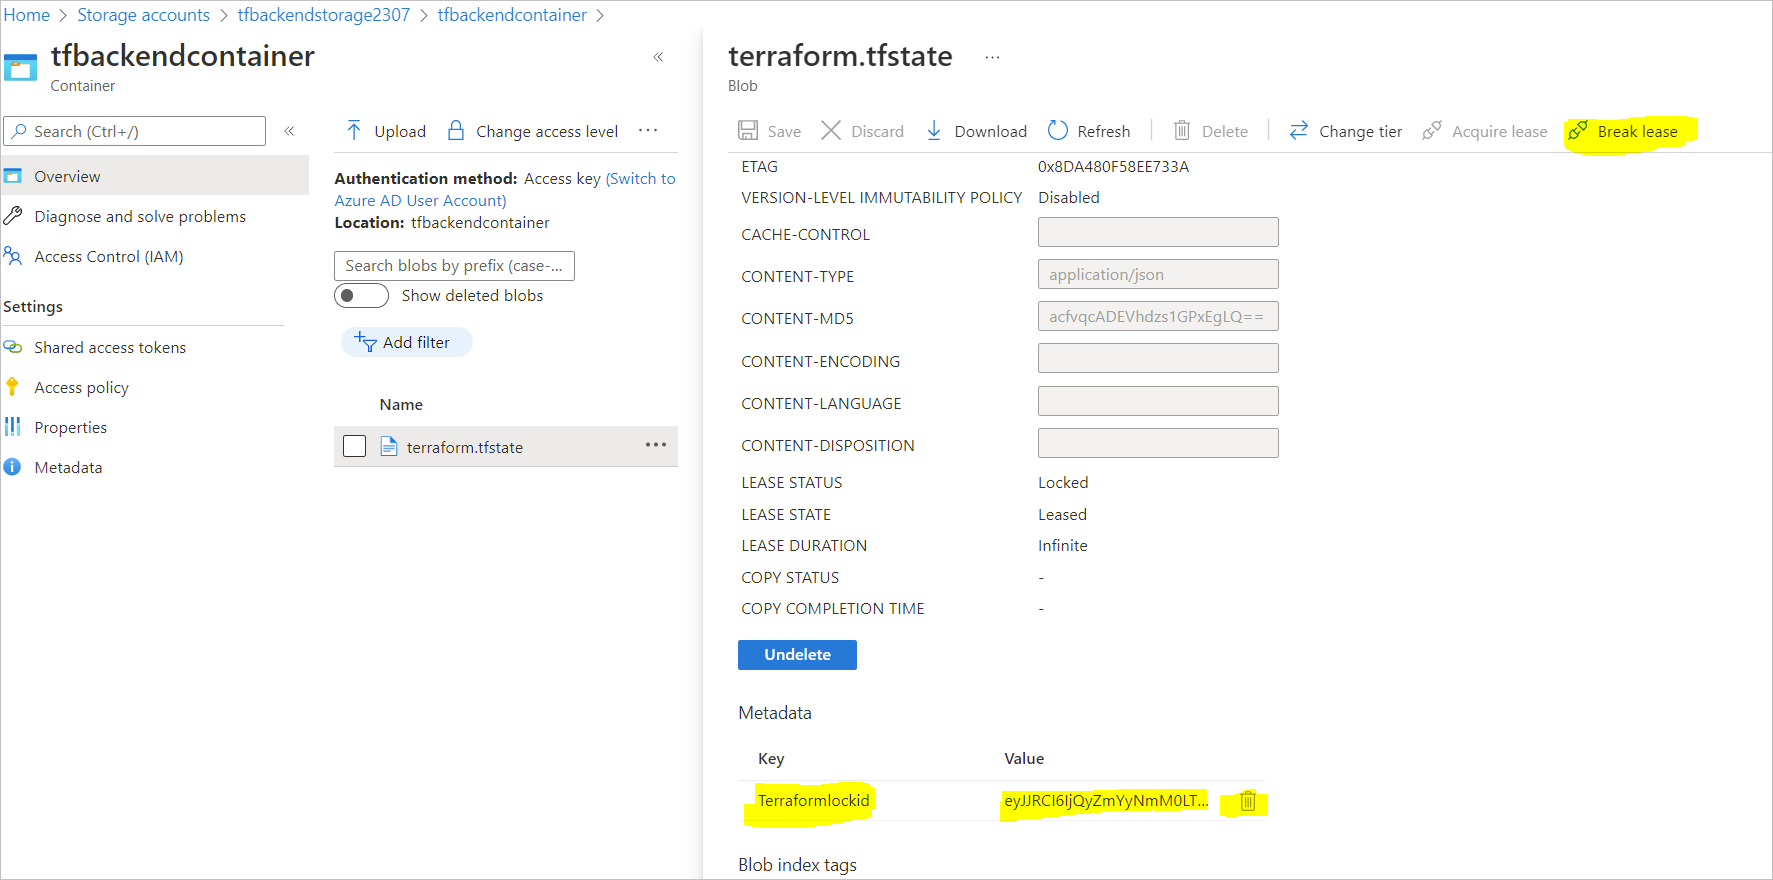 Home > Storage accounts > tfbackendstorage2307 > tfbackendcontainer >
tfbackendcontainer
Container
«
Search (Ctrl+/)
«
Overview
Diagnose and solve problems
Access Control (IAM)
Settings
Shared access tokens
Access policy
Properties
Metadata
Upload
Change access level
...
Authentication method: Access key (Switch to
Azure AD User Account)
Location: tfbackendcontainer
Search blobs by prefix (case-...
Show deleted blobs
Add filter
Name
terraform.tfstate
...
terraform.tfstate ...
Blob
Save
Discard
Download
Refresh
Delete
Change tier
Acquire lease
Break lease
ETAG 0x8DA480F58EE733A
VERSION-LEVEL IMMUTABILITY POLICY Disabled
CACHE-CONTROL
CONTENT-TYPE application/json
CONTENT-MD5 acfvqcADEVhdzs1GPxEgLQ==
CONTENT-ENCODING
CONTENT-LANGUAGE
CONTENT-DISPOSITION
LEASE STATUS Locked
LEASE STATE Leased
LEASE DURATION Infinite
COPY STATUS -
COPY COMPLETION TIME -
Undelete
Metadata
Key Value
Terraformlockid eyJJRCI6IjQyZmYyNmM0LT...
Blob index tags